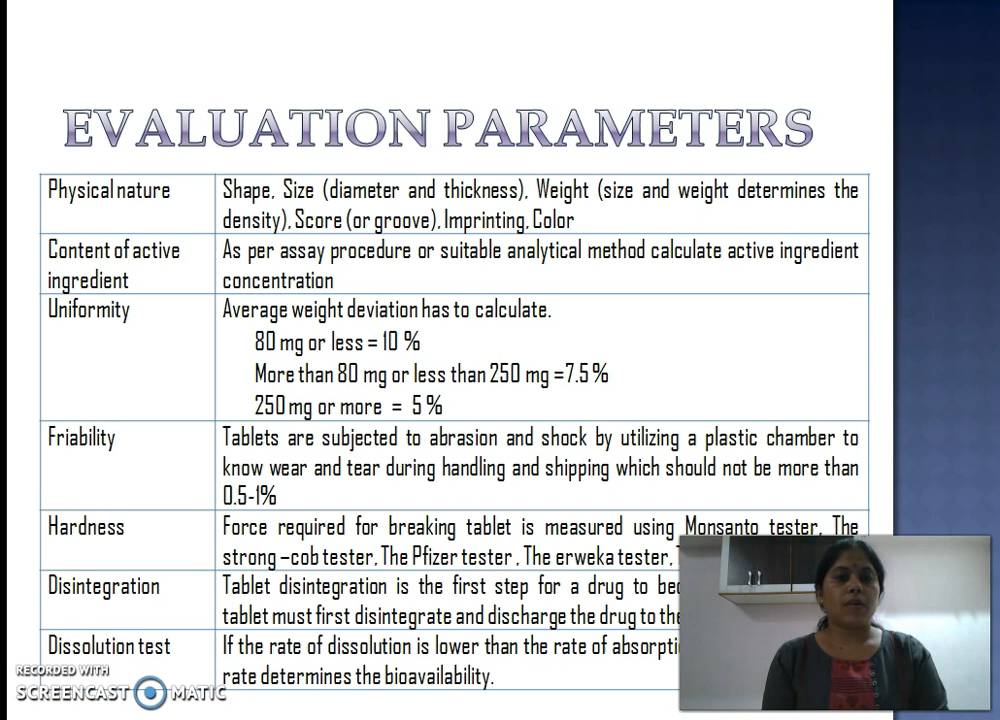 EVALUATION PARAMETERS
Physical nature
Shape, Size (diameter and thickness), Weight (size and weight determines the
density), Score (or groove), Imprinting, Color
Content of active
ingredient
As per assay procedure or suitable analytical method calculate active ingredient
concentration
Uniformity
Average weight deviation has to calculate.
80 mg or less = 10 %
More than 80 mg or less than 250 mg =7.5 %
250 mg or more = 5 %
Friability
Tablets are subjected to abrasion and shock by utilizing a plastic chamber to
know wear and tear during handling and shipping which should not be more than
0.5-1%
Hardness
Force required for breaking tablet is measured using Monsanto tester, The
strong –cob tester, The Pfizer tester , The erweka tester,
Disintegration
Tablet disintegration is the first step for a drug to
tablet must first disintegrate and discharge the drug to
Dissolution test
If the rate of dissolution is lower than the rate of
rate determines the bioavailability.
RECORDED WITH
SCREENCAST MATIC